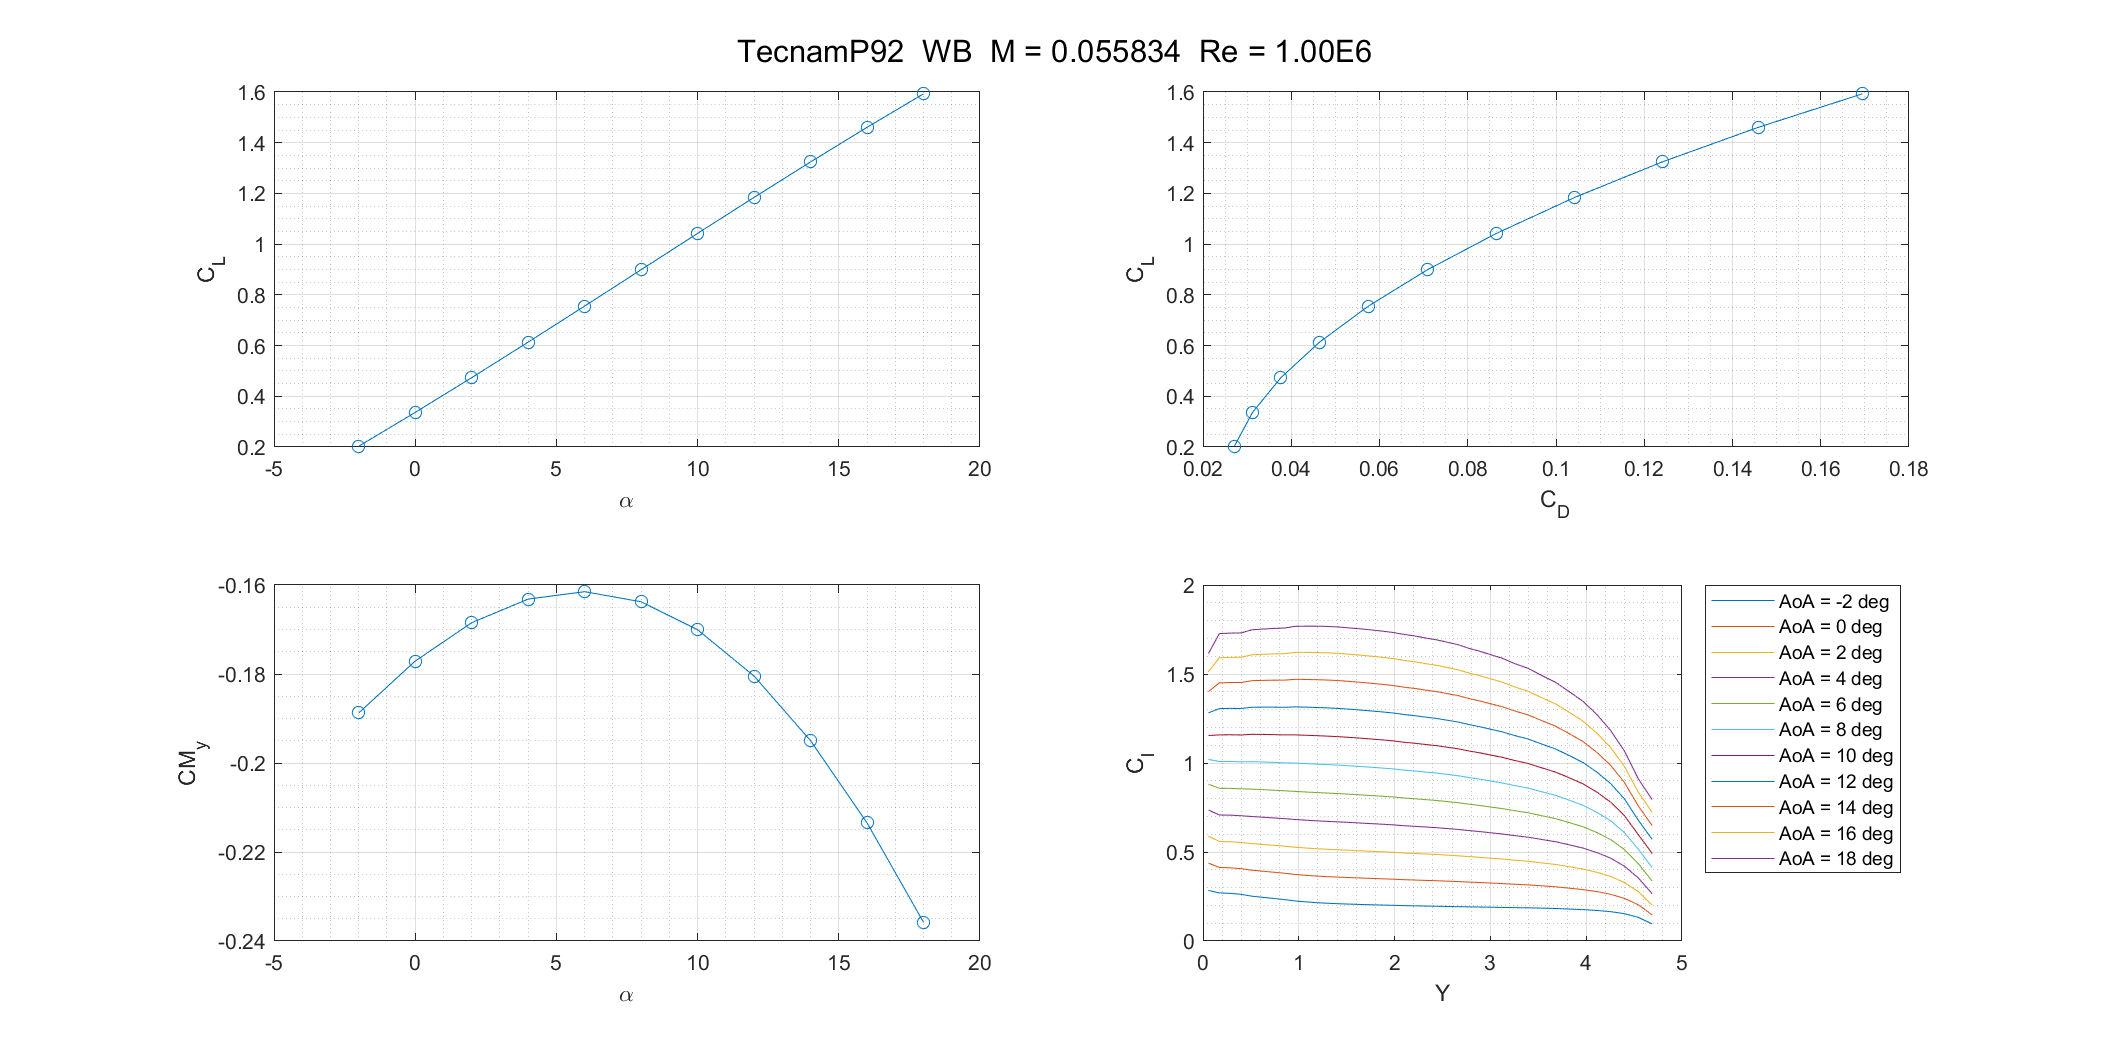 TecnamP92 WB M = 0.055834 Re = 1.00E6
1.6
1.4
1.2
1
0.8
0.6
0.4
0.2
-5 0 5 10 15 20
α
C_L
1.6
1.4
1.2
1
0.8
0.6
0.4
0.2
0.02 0.04 0.06 0.08 0.1 0.12 0.14 0.16 0.18
C_D
C_L
-0.16
-0.18
-0.2
-0.22
-0.24
-5 0 5 10 15 20
α
CM_y
2
1.5
1
0.5
0
0 1 2 3 4 5
Y
C_l
AoA = -2 deg
AoA = 0 deg
AoA = 2 deg
AoA = 4 deg
AoA = 6 deg
AoA = 8 deg
AoA = 10 deg
AoA = 12 deg
AoA = 14 deg
AoA = 16 deg
AoA = 18 deg